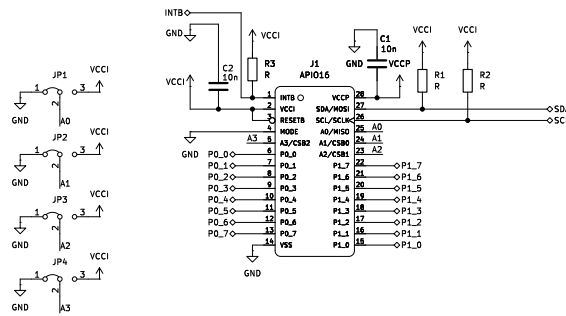 INTB
GND
VCCI
C2
10n
R3
R
VCCI
J1
APIO16
C1
10n
GND
VCCP
VCCI
R1
R
VCCI
R2
R
JP1
VCCI
1 3
2
GND
A0
JP2
VCCI
1 3
2
GND
A1
JP3
VCCI
1 3
2
GND
A2
JP4
VCCI
1 3
2
GND
A3
1 INTB VCCP 28
2 VCCI SDA/MOSI 27 SDA
3 RESETB SCL/SCLK 26 SCL
GND 4 MODE A0/MISO 25 A0
A3 5 A3/CSB2 A1/CSB0 24 A1
P0_0 6 P0_0 A2/CSB1 23 A2
P0_1 7 P0_1 P1_7 22 P1_7
P0_2 8 P0_2 P1_6 21 P1_6
P0_3 9 P0_3 P1_5 20 P1_5
P0_4 10 P0_4 P1_4 19 P1_4
P0_5 11 P0_5 P1_3 18 P1_3
P0_6 12 P0_6 P1_2 17 P1_2
P0_7 13 P0_7 P1_1 16 P1_1
14 VSS P1_0 15 P1_0
GND